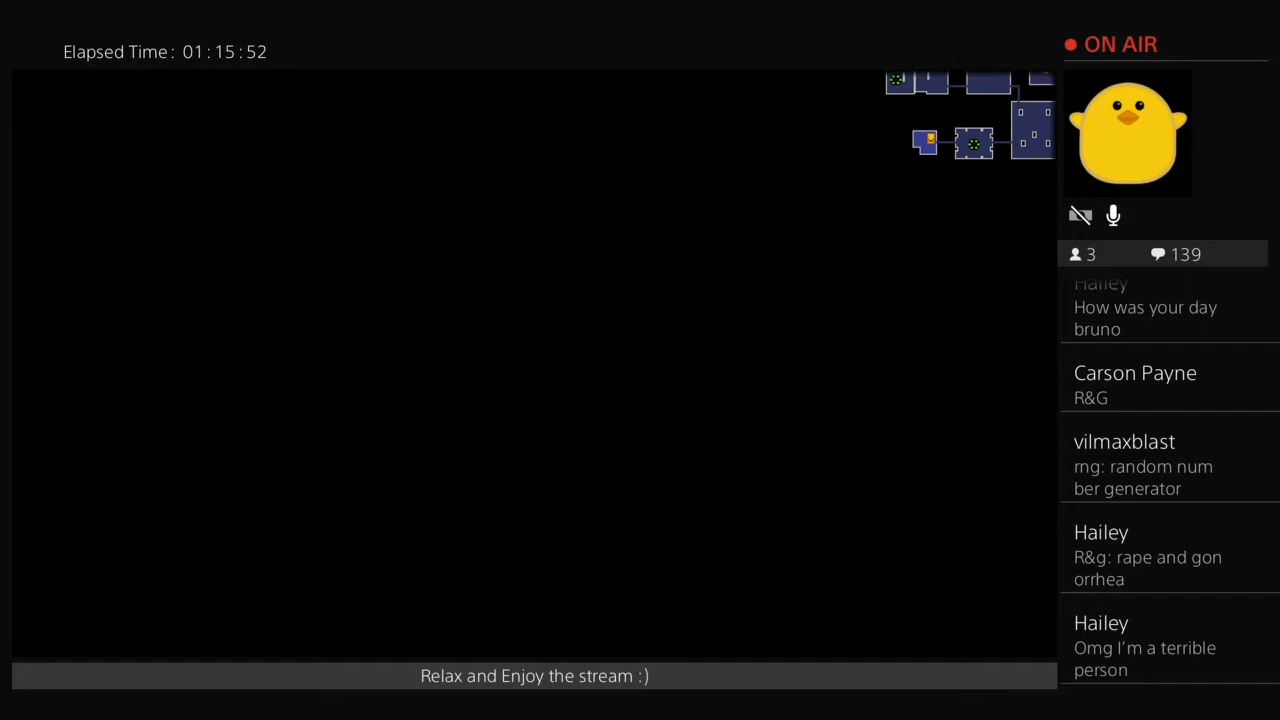 Elapsed Time: 01:15:52
ON AIR
3 139
Hailey
How was your day
bruno
Carson Payne
R&G
vilmaxblast
rng: random num
ber generator
Hailey
R&g: rape and gon
orrhea
Hailey
Omg I'm a terrible
person
Relax and Enjoy the stream :)